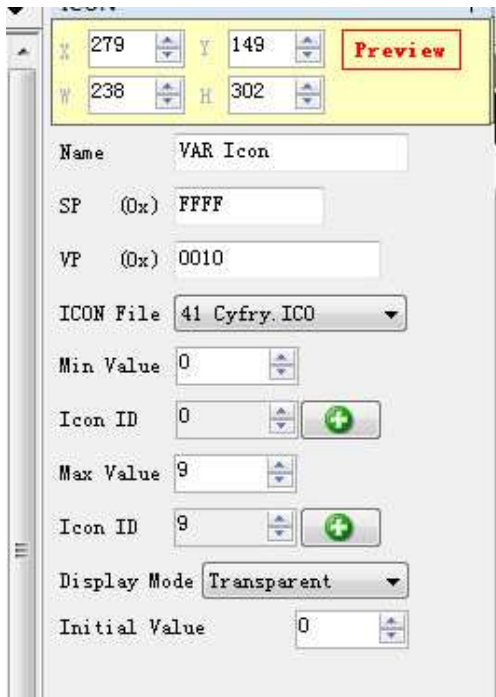 ICON
X 279 Y 149 Preview
W 238 H 302
Name VAR Icon
SP (0x) FFFF
VP (0x) 0010
ICON File 41 Cyfry.ICO
Min Value 0
Icon ID 0
Max Value 9
Icon ID 9
Display Mode Transparent
Initial Value 0